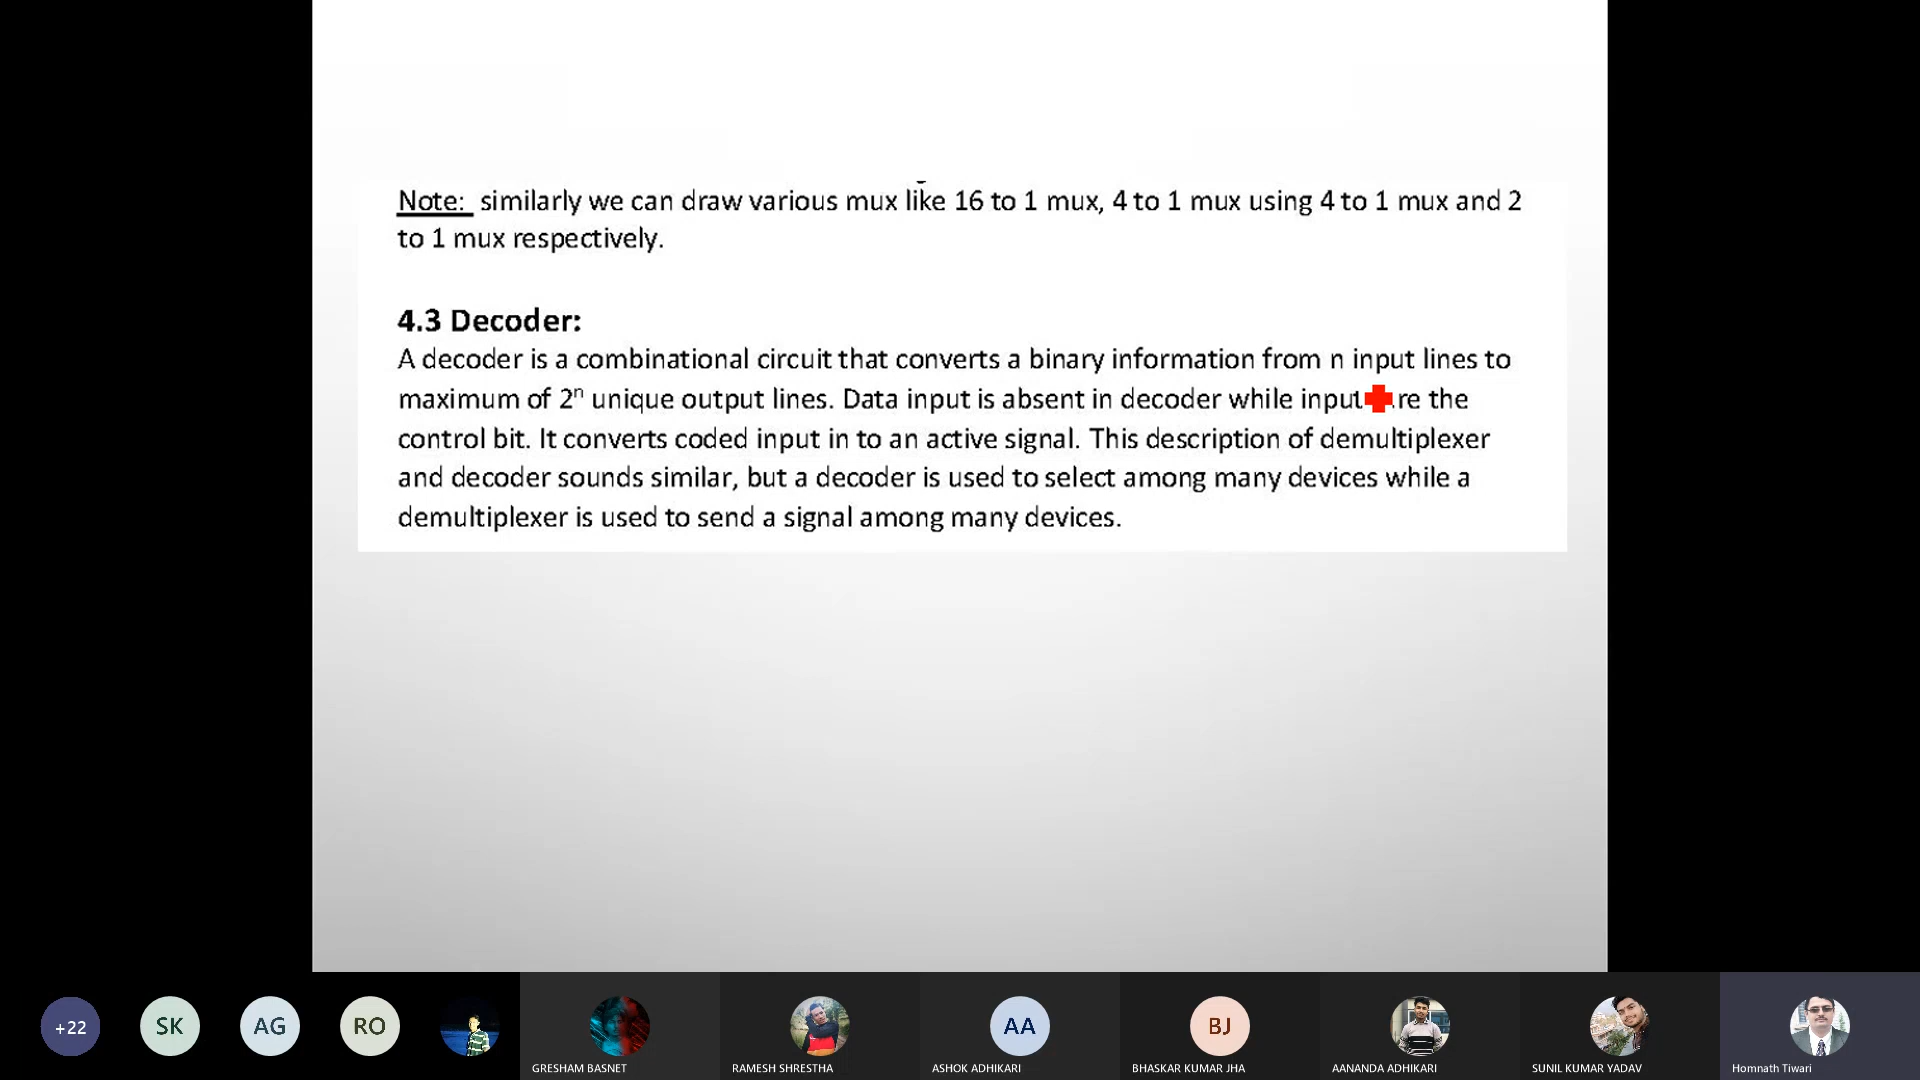 Note: similarly we can draw various mux like 16 to 1 mux, 4 to 1 mux using 4 to 1 mux and 2
to 1 mux respectively.
4.3 Decoder:
A decoder is a combinational circuit that converts a binary information from n input lines to
maximum of 2ⁿ unique output lines. Data input is absent in decoder while input re the
control bit. It converts coded input in to an active signal. This description of demultiplexer
and decoder sounds similar, but a decoder is used to select among many devices while a
demultiplexer is used to send a signal among many devices.
+22 SK AG RO AA BJ
GRESHAM BASNET RAMESH SHRESTHA ASHOK ADHIKARI BHASKAR KUMAR JHA AANANDA ADHIKARI SUNIL KUMAR YADAV Homnath Tiwari